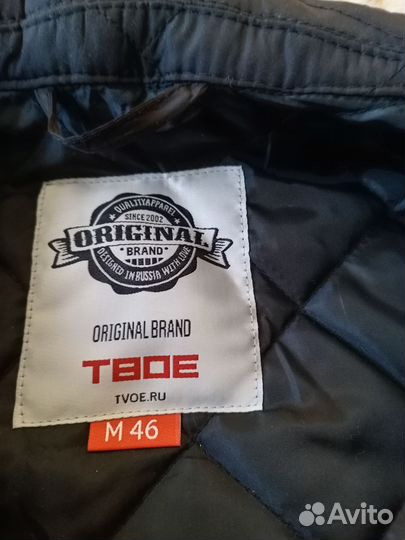 QUALITY APPAREL
SINCE 2002
ORIGINAL
BRAND
DESIGNED IN RUSSIA WITH LOVE
ORIGINAL BRAND
ТВОЕ
TVOE.RU
M 46
Avito